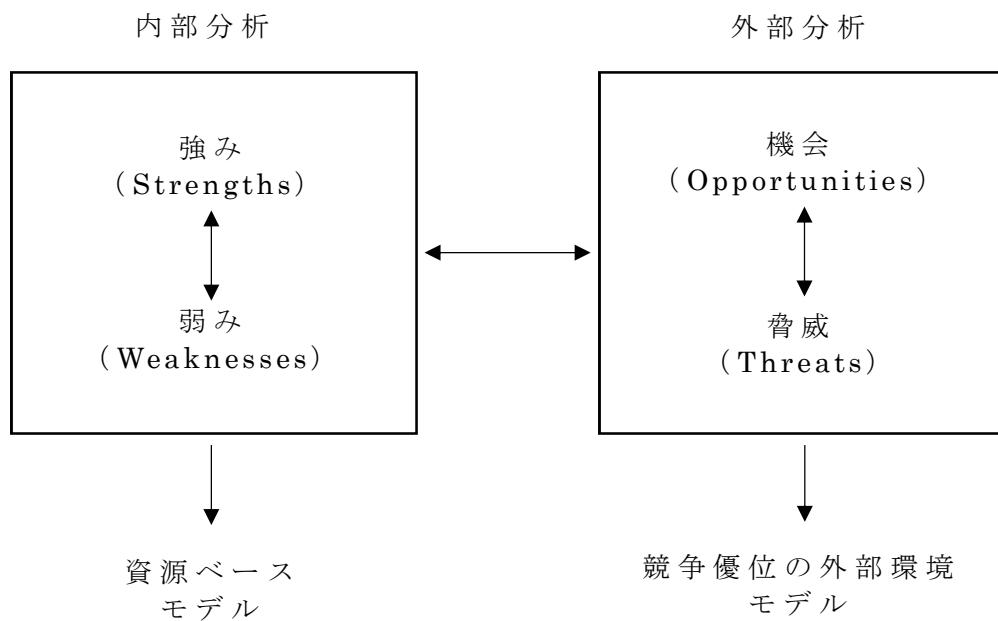 内部分析
外部分析
強み
（Strengths）
弱み
（Weaknesses）
機会
（Opportunities）
脅威
（Threats）
資源ベース
モデル
競争優位の外部環境
モデル